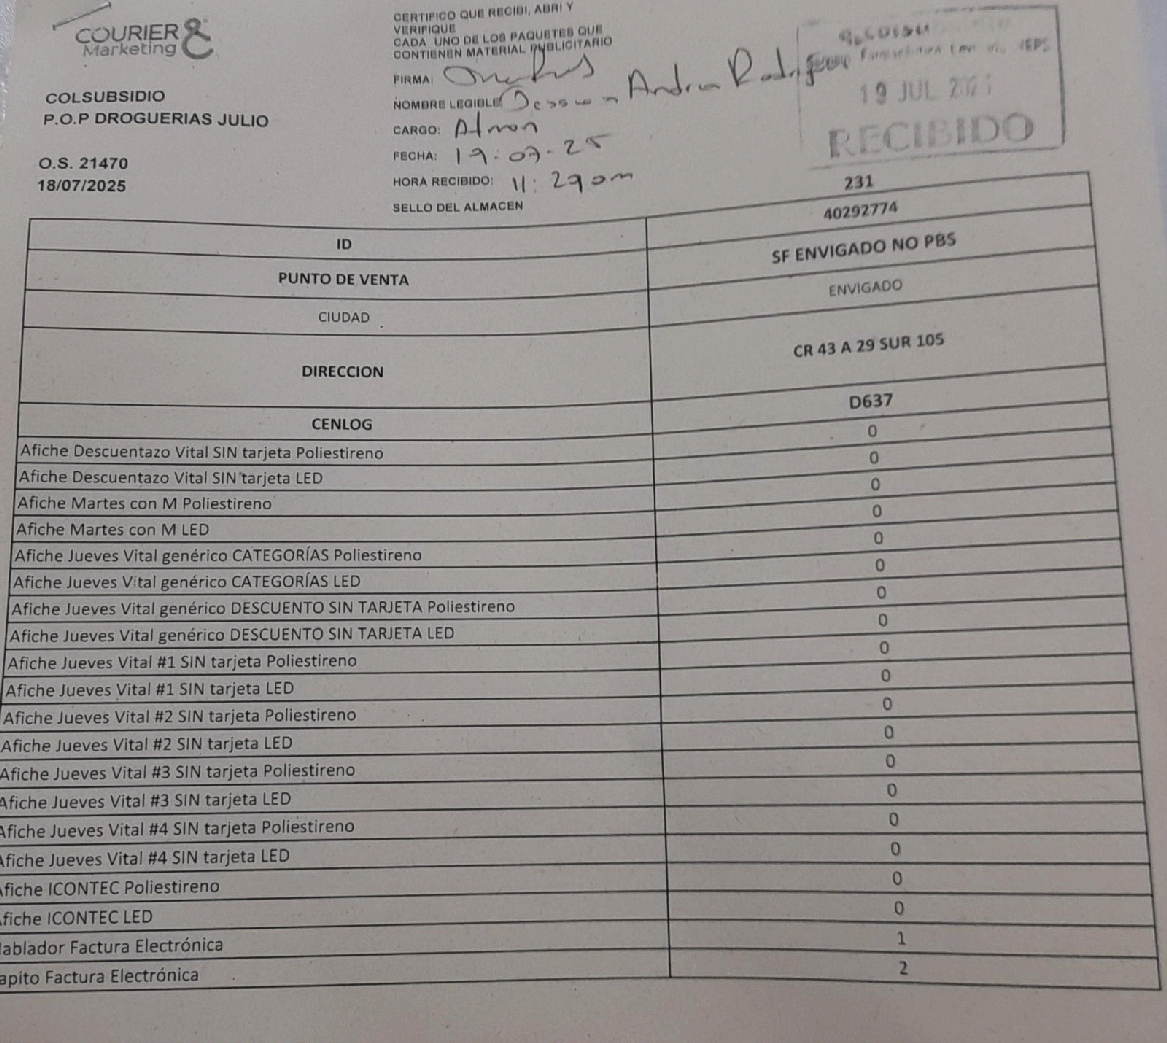 COURIER &
Marketing
COLSUBSIDIO
P.O.P DROGUERIAS JULIO
O.S. 21470
18/07/2025
CERTIFICO QUE RECIBI, ABRI Y
VERIFIQUE
CADA UNO DE LOS PAQUETES QUE
CONTIENEN MATERIAL PUBLICITARIO
FIRMA:
NOMBRE LEGIBLE: Andrea Rodriguez
CARGO: Admon
FECHA: 19-07-25
HORA RECIBIDO: 11:29am
SELLO DEL ALMACEN
19 JUL 2025
RECIBIDO
231
ID 40292774
PUNTO DE VENTA SF ENVIGADO NO PBS
CIUDAD ENVIGADO
DIRECCION CR 43 A 29 SUR 105
CENLOG D637
Afiche Descuentazo Vital SIN tarjeta Poliestireno 0
Afiche Descuentazo Vital SIN tarjeta LED 0
Afiche Martes con M Poliestireno 0
Afiche Martes con M LED 0
Afiche Jueves Vital genérico CATEGORÍAS Poliestireno 0
Afiche Jueves Vital genérico CATEGORÍAS LED 0
Afiche Jueves Vital genérico DESCUENTO SIN TARJETA Poliestireno 0
Afiche Jueves Vital genérico DESCUENTO SIN TARJETA LED 0
Afiche Jueves Vital #1 SIN tarjeta Poliestireno 0
Afiche Jueves Vital #1 SIN tarjeta LED 0
Afiche Jueves Vital #2 SIN tarjeta Poliestireno 0
Afiche Jueves Vital #2 SIN tarjeta LED 0
Afiche Jueves Vital #3 SIN tarjeta Poliestireno 0
Afiche Jueves Vital #3 SIN tarjeta LED 0
Afiche Jueves Vital #4 SIN tarjeta Poliestireno 0
Afiche Jueves Vital #4 SIN tarjeta LED 0
Afiche ICONTEC Poliestireno 0
Afiche ICONTEC LED 0
Hablador Factura Electrónica 1
apito Factura Electrónica 2